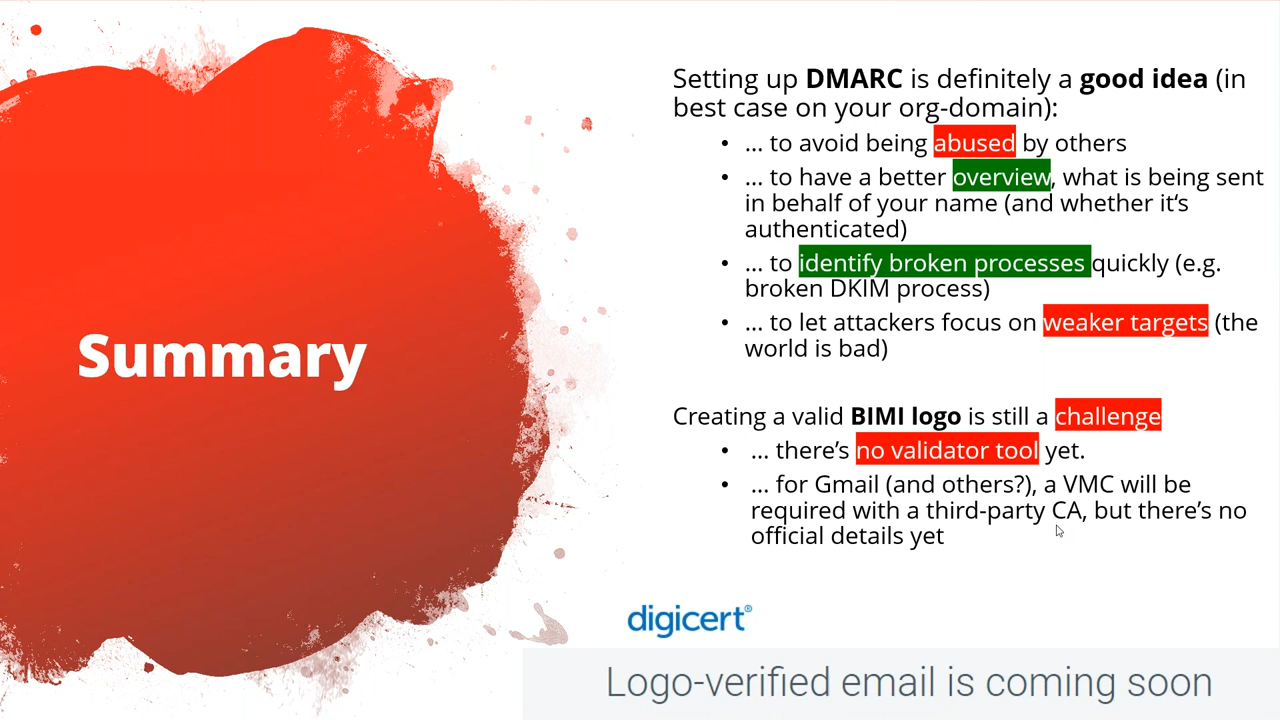 Summary
Setting up DMARC is definitely a good idea (in
best case on your org-domain):
• ... to avoid being abused by others
• ... to have a better overview, what is being sent
in behalf of your name (and whether it‘s
authenticated)
• ... to identify broken processes quickly (e.g.
broken DKIM process)
• ... to let attackers focus on weaker targets (the
world is bad)
Creating a valid BIMI logo is still a challenge
• ... there’s no validator tool yet.
• ... for Gmail (and others?), a VMC will be
required with a third-party CA, but there’s no
official details yet
digicert®
Logo-verified email is coming soon